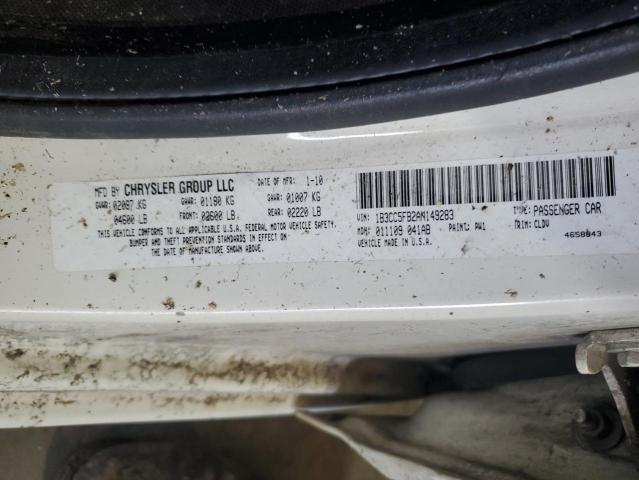 MFD BY CHRYSLER GROUP LLC DATE OF MFR: 1-10
GVWR: 02087 KG GAWR 01180 KG GAWR 01007 KG
04600 LB FRONT: 02600 LB REAR: 02220 LB
THIS VEHICLE CONFORMS TO ALL APPLICABLE U.S.A. FEDERAL MOTOR VEHICLE SAFETY,
BUMPER AND THEFT PREVENTION STANDARDS IN EFFECT ON
THE DATE OF MANUFACTURE SHOWN ABOVE.
VIN: 1B3CC5FB2AN149283 TYPE: PASSENGER CAR
MDH: 011109 041AB PAINT: PW1 TRIM: CLDV
VEHICLE MADE IN U.S.A. 4658843